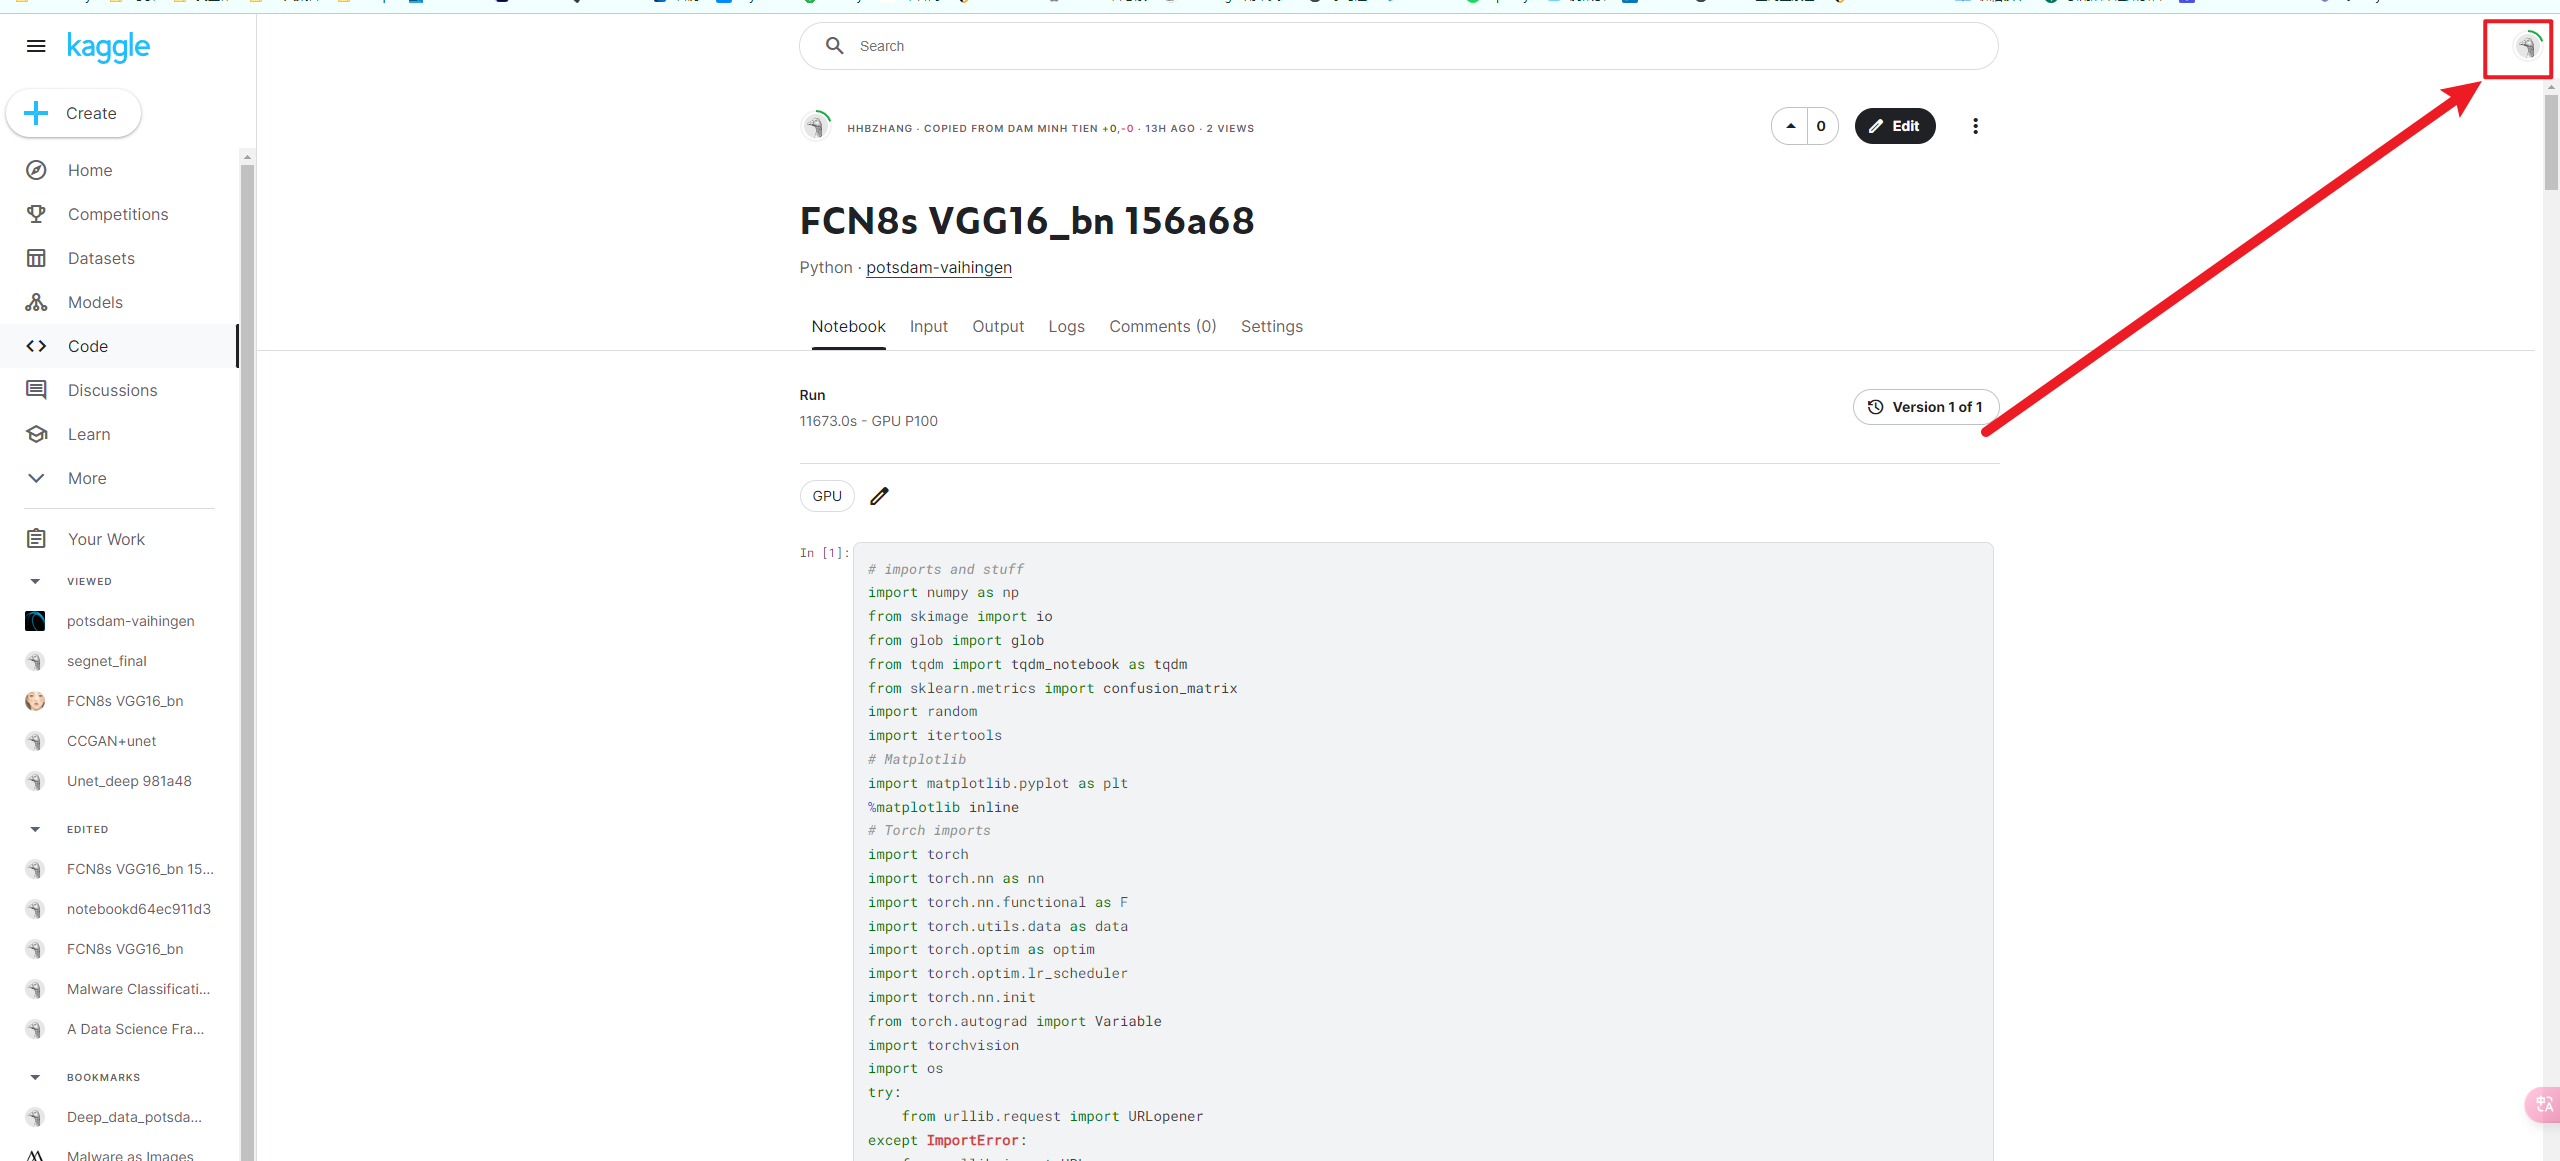 kaggle
Search
Create
Home
Competitions
Datasets
Models
Code
Discussions
Learn
More
Your Work
VIEWED
potsdam-vaihingen
segnet_final
FCN8s VGG16_bn
CCGAN+unet
Unet_deep 981a48
EDITED
FCN8s VGG16_bn 15...
notebookd64ec911d3
FCN8s VGG16_bn
Malware Classificati...
A Data Science Fra...
BOOKMARKS
Deep_data_potsda...
Malware as Images
HHBZHANG · COPIED FROM DAM MINH TIEN +0,-0 · 13H AGO · 2 VIEWS
0
Edit
FCN8s VGG16_bn 156a68
Python · potsdam-vaihingen
Notebook Input Output Logs Comments (0) Settings
Run
11673.0s - GPU P100
Version 1 of 1
GPU
In [1]:
# imports and stuff
import numpy as np
from skimage import io
from glob import glob
from tqdm import tqdm_notebook as tqdm
from sklearn.metrics import confusion_matrix
import random
import itertools
# Matplotlib
import matplotlib.pyplot as plt
%matplotlib inline
# Torch imports
import torch
import torch.nn as nn
import torch.nn.functional as F
import torch.utils.data as data
import torch.optim as optim
import torch.optim.lr_scheduler
import torch.nn.init
from torch.autograd import Variable
import torchvision
import os
try:
    from urllib.request import URLopener
except ImportError: